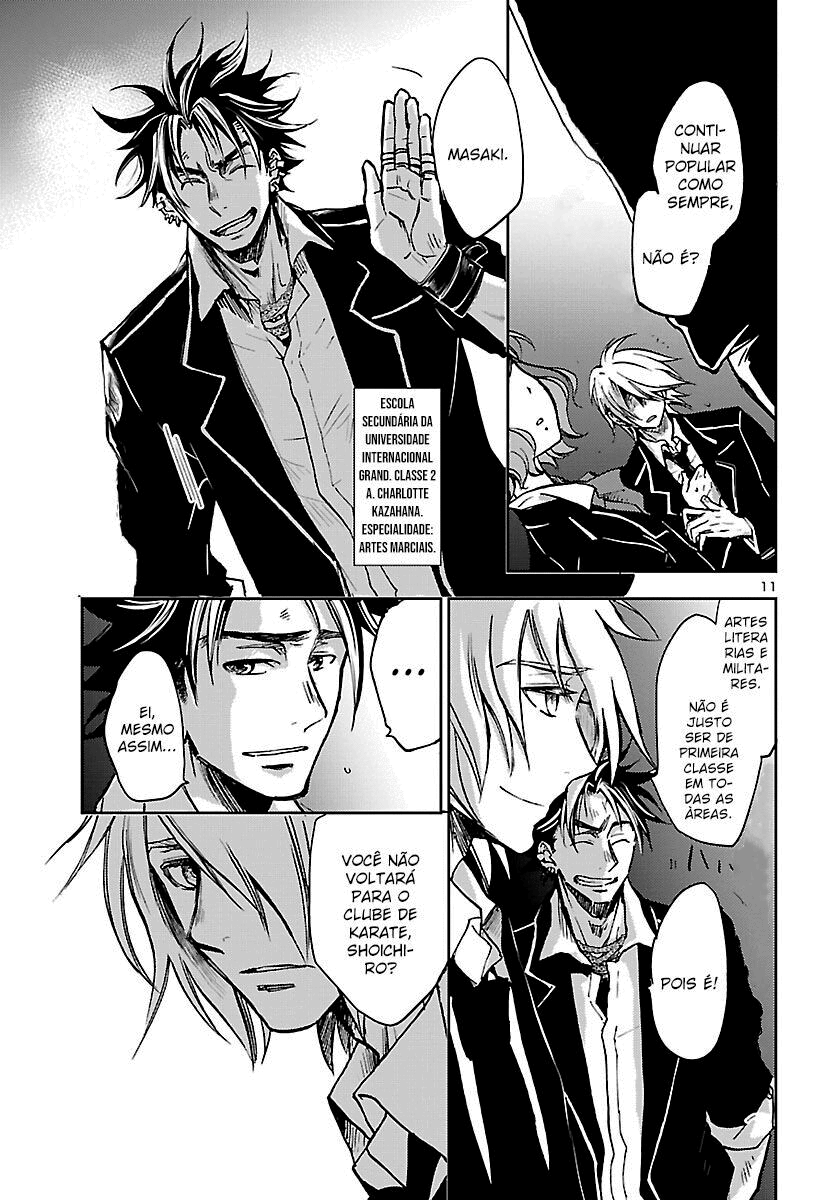 CONTI-
NUAR
POPULAR
COMO
SEMPRE,
NÃO É?
MASAKI.
ESCOLA
SECUNDÁRIA DA
UNIVERSIDADE
INTERNACIONAL
GRAND. CLASSE 2
A. CHARLOTTE
KAZAHANA.
ESPECIALIDADE:
ARTES MARCIAIS.
11
ARTES
LITERA
RIAS E
MILITA-
RES.
NÃO É
JUSTO
SER DE
PRIMEIRA
CLASSE
EM TO-
DAS AS
ÀREAS.
POIS É!
...
EI,
MESMO
ASSIM...
VOCÊ NÃO
VOLTARÁ
PARA O
CLUBE DE
KARATE,
SHOICHI-
RO?